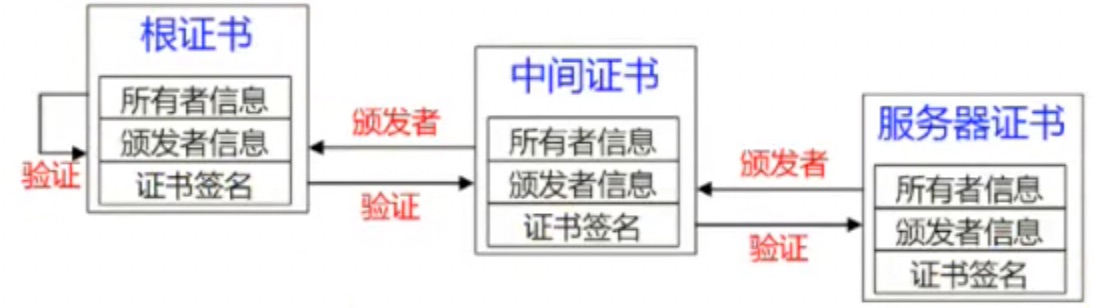 根证书
所有者信息
颁发者信息
证书签名
验证
颁发者
验证
中间证书
所有者信息
颁发者信息
证书签名
颁发者
验证
服务器证书
所有者信息
颁发者信息
证书签名